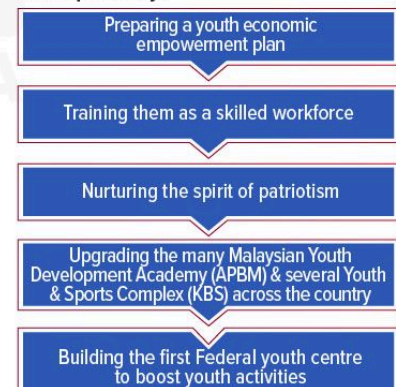 Preparing a youth economic
empowerment plan
Training them as a skilled workforce
Nurturing the spirit of patriotism
Upgrading the many Malaysian Youth
Development Academy (APBM) & several Youth
& Sports Complex (KBS) across the country
Building the first Federal youth centre
to boost youth activities